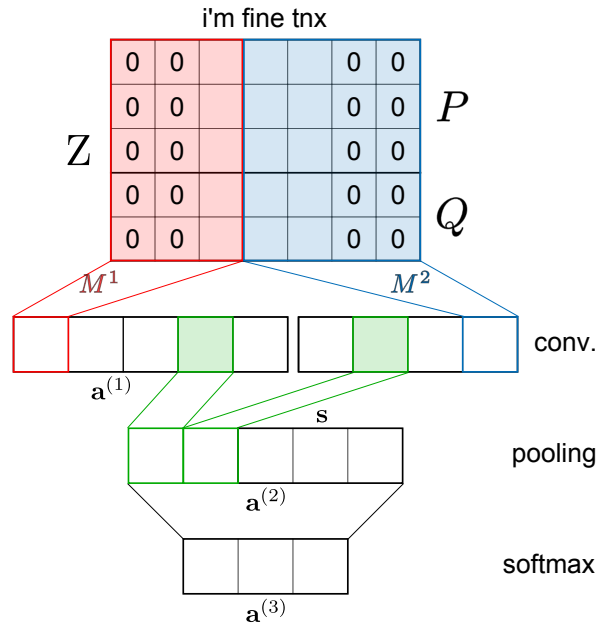 i'm fine tnx
0 0 0 0
0 0 0 0 P
Z 0 0 0 0
0 0 0 0 Q
0 0 0 0
M¹ M²
conv.
a⁽¹⁾
s
pooling
a⁽²⁾
softmax
a⁽³⁾